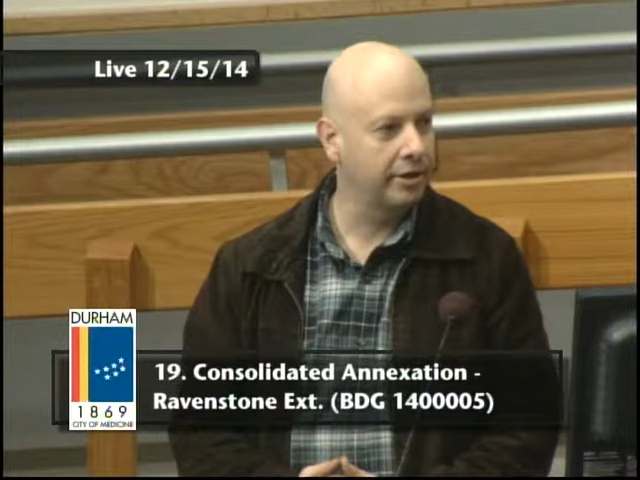 Live 12/15/14
DURHAM
1869
CITY OF MEDICINE
19. Consolidated Annexation -
Ravenstone Ext. (BDG 1400005)